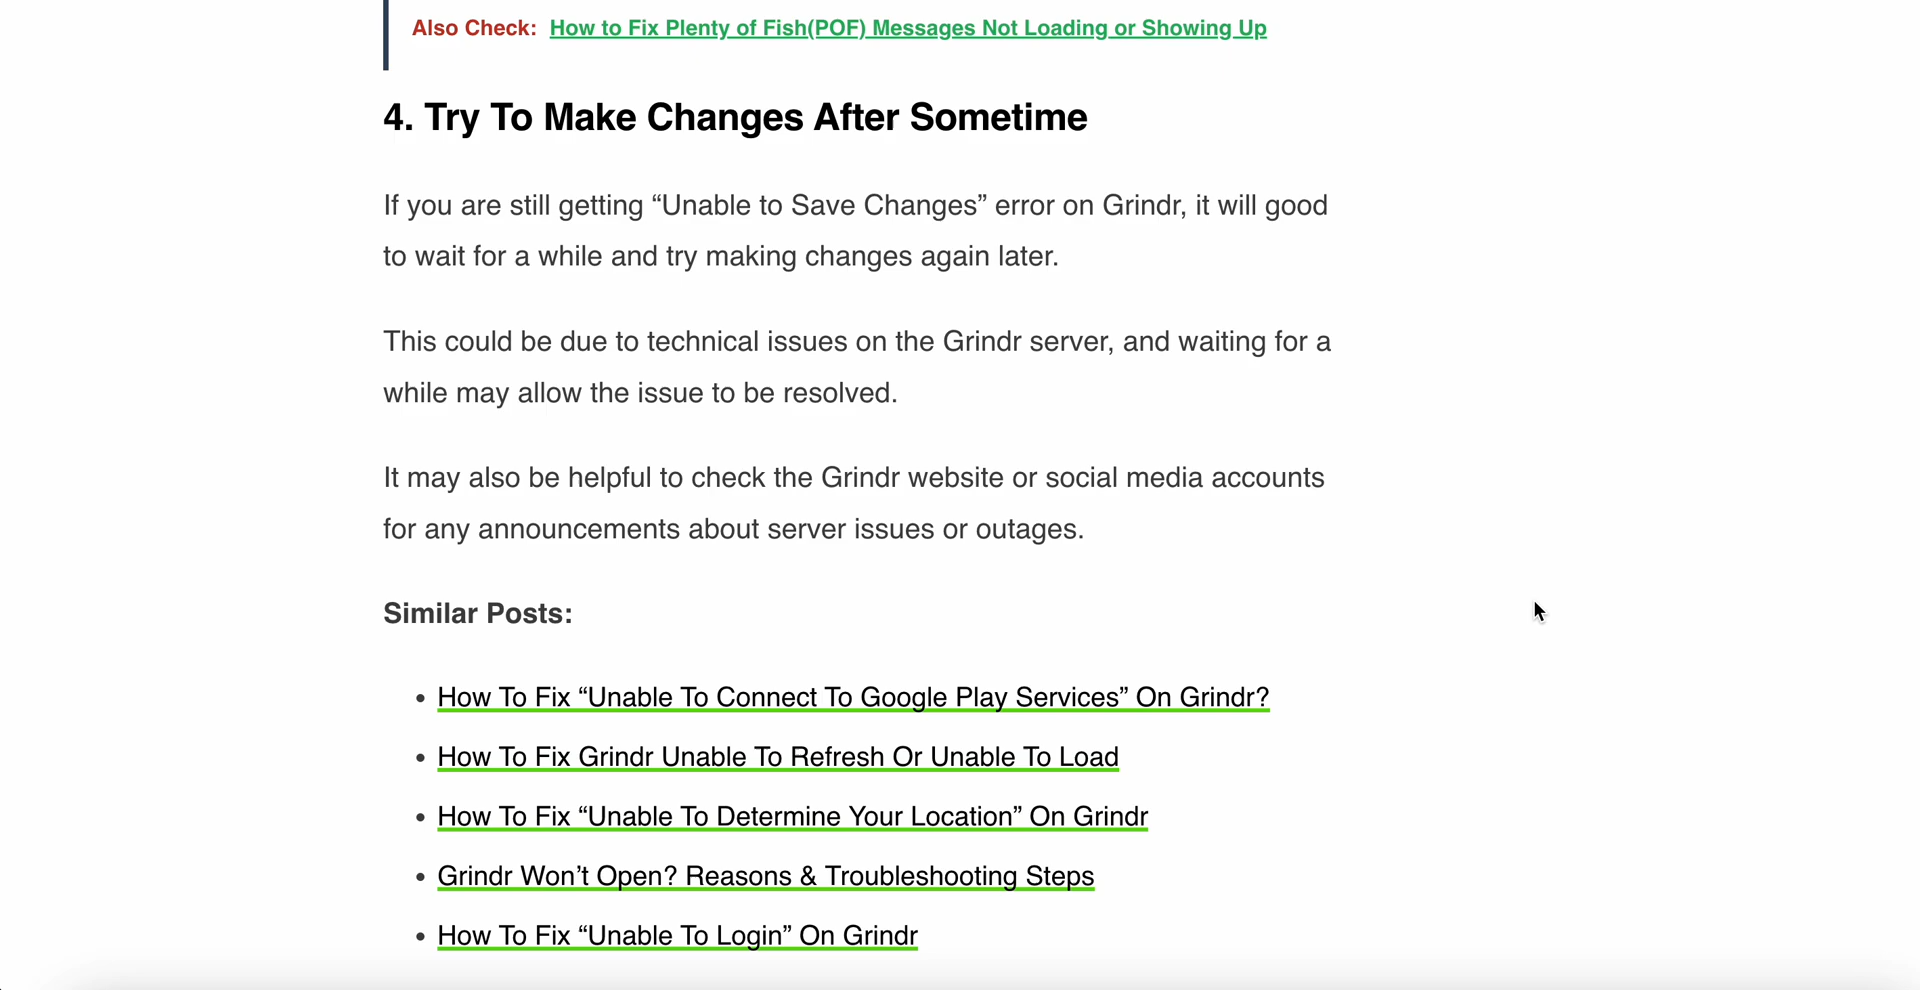 Also Check: How to Fix Plenty of Fish(POF) Messages Not Loading or Showing Up
4. Try To Make Changes After Sometime
If you are still getting “Unable to Save Changes” error on Grindr, it will good
to wait for a while and try making changes again later.
This could be due to technical issues on the Grindr server, and waiting for a
while may allow the issue to be resolved.
It may also be helpful to check the Grindr website or social media accounts
for any announcements about server issues or outages.
Similar Posts:
• How To Fix “Unable To Connect To Google Play Services” On Grindr?
• How To Fix Grindr Unable To Refresh Or Unable To Load
• How To Fix “Unable To Determine Your Location” On Grindr
• Grindr Won’t Open? Reasons & Troubleshooting Steps
• How To Fix “Unable To Login” On Grindr